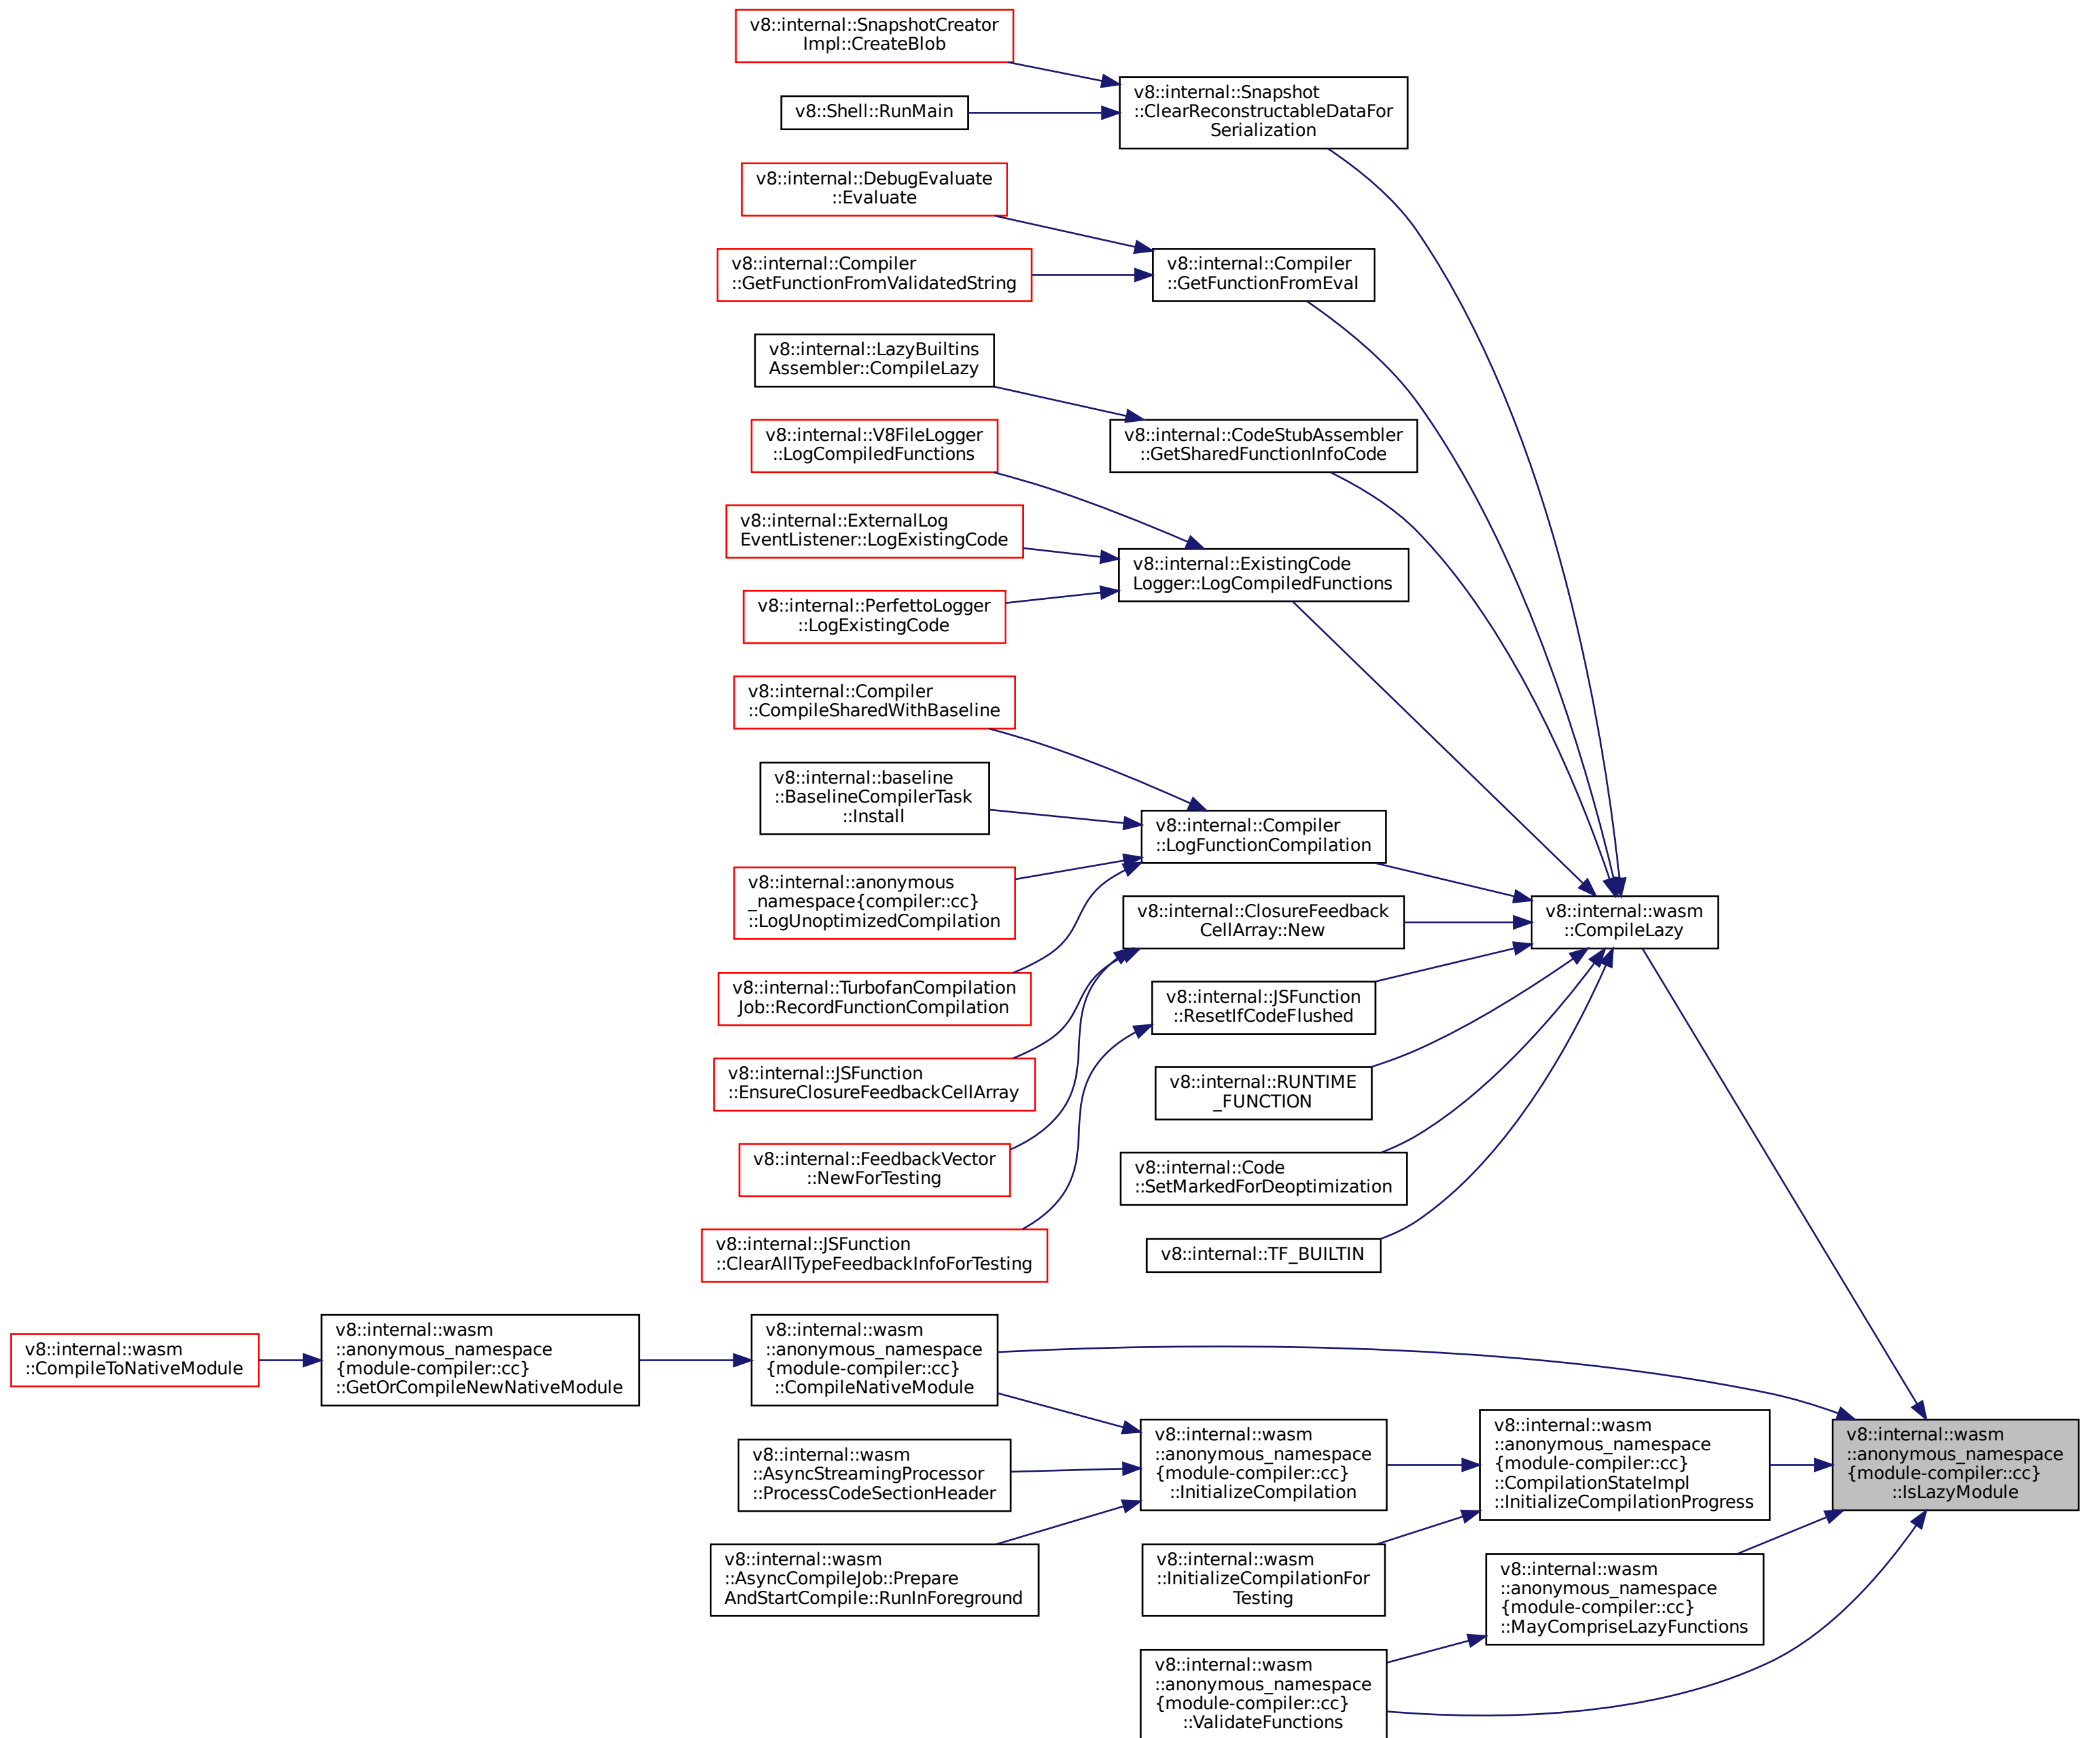 v8::internal::SnapshotCreator
Impl::CreateBlob
v8::internal::Snapshot
::ClearReconstructableDataFor
Serialization
v8::Shell::RunMain
v8::internal::DebugEvaluate
::Evaluate
v8::internal::Compiler
::GetFunctionFromValidatedString
v8::internal::Compiler
::GetFunctionFromEval
v8::internal::LazyBuiltins
Assembler::CompileLazy
v8::internal::V8FileLogger
::LogCompiledFunctions
v8::internal::CodeStubAssembler
::GetSharedFunctionInfoCode
v8::internal::ExternalLog
EventListener::LogExistingCode
v8::internal::ExistingCode
Logger::LogCompiledFunctions
v8::internal::PerfettoLogger
::LogExistingCode
v8::internal::Compiler
::CompileSharedWithBaseline
v8::internal::baseline
::BaselineCompilerTask
::Install
v8::internal::Compiler
::LogFunctionCompilation
v8::internal::anonymous
_namespace{compiler::cc}
::LogUnoptimizedCompilation
v8::internal::ClosureFeedback
CellArray::New
v8::internal::wasm
::CompileLazy
v8::internal::TurbofanCompilation
Job::RecordFunctionCompilation
v8::internal::JSFunction
::ResetIfCodeFlushed
v8::internal::JSFunction
::EnsureClosureFeedbackCellArray
v8::internal::RUNTIME
_FUNCTION
v8::internal::FeedbackVector
::NewForTesting
v8::internal::Code
::SetMarkedForDeoptimization
v8::internal::JSFunction
::ClearAllTypeFeedbackInfoForTesting
v8::internal::TF_BUILTIN
v8::internal::wasm
::CompileToNativeModule
v8::internal::wasm
::anonymous_namespace
{module-compiler::cc}
::GetOrCompileNewNativeModule
v8::internal::wasm
::anonymous_namespace
{module-compiler::cc}
::CompileNativeModule
v8::internal::wasm
::AsyncStreamingProcessor
::ProcessCodeSectionHeader
v8::internal::wasm
::anonymous_namespace
{module-compiler::cc}
::InitializeCompilation
v8::internal::wasm
::anonymous_namespace
{module-compiler::cc}
::CompilationStateImpl
::InitializeCompilationProgress
v8::internal::wasm
::anonymous_namespace
{module-compiler::cc}
::IsLazyModule
v8::internal::wasm
::AsyncCompileJob::Prepare
AndStartCompile::RunInForeground
v8::internal::wasm
::InitializeCompilationFor
Testing
v8::internal::wasm
::anonymous_namespace
{module-compiler::cc}
::MayCompriseLazyFunctions
v8::internal::wasm
::anonymous_namespace
{module-compiler::cc}
::ValidateFunctions